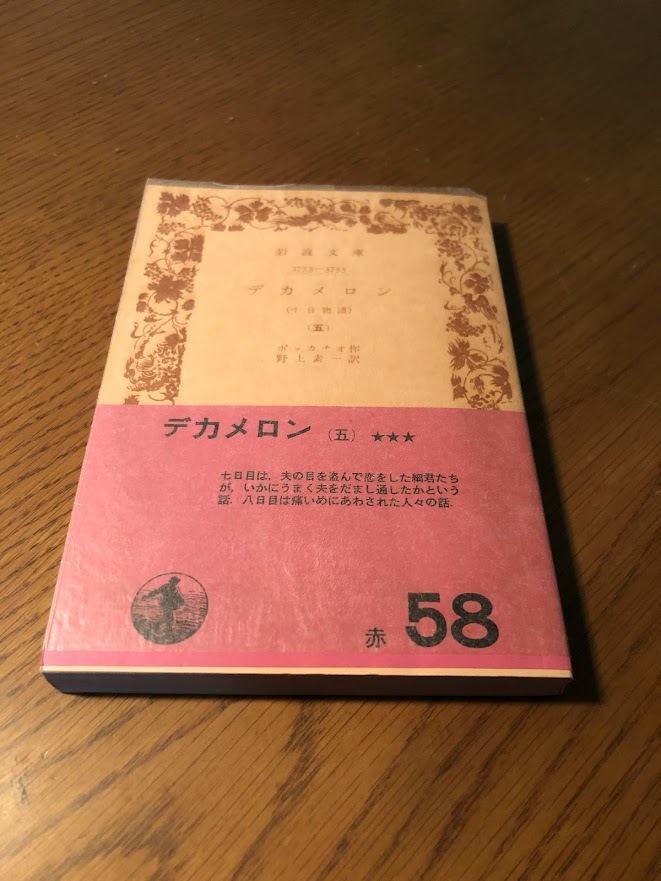 岩波文庫
3753—3755
デカメロン
(十日物語)
(五)
ボッカチオ作
野上素一訳
デカメロン (五) ★★★
七日目は、夫の目を盗んで恋をした細君たち
が、いかにうまく夫をだまし通したかという
話。八日目は痛いめにあわされた人々の話。
赤 58